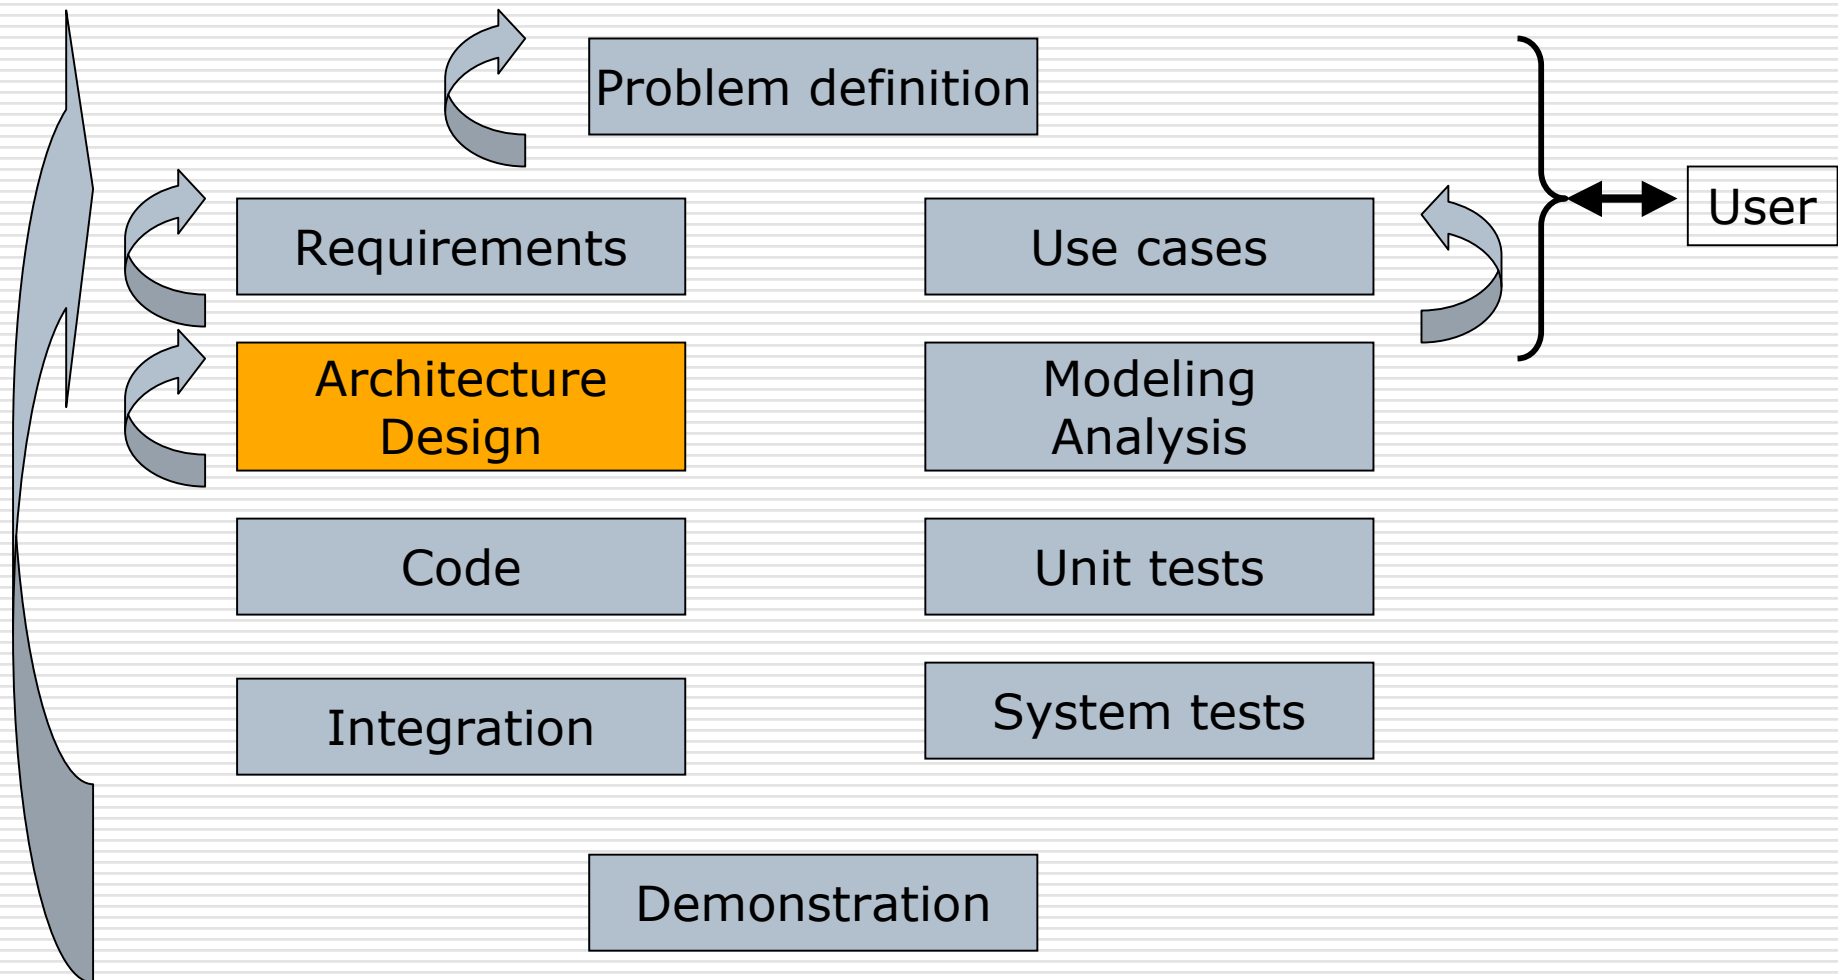 Problem definition
User
Requirements
Use cases
Architecture
Design
Modeling
Analysis
Code
Unit tests
Integration
System tests
Demonstration